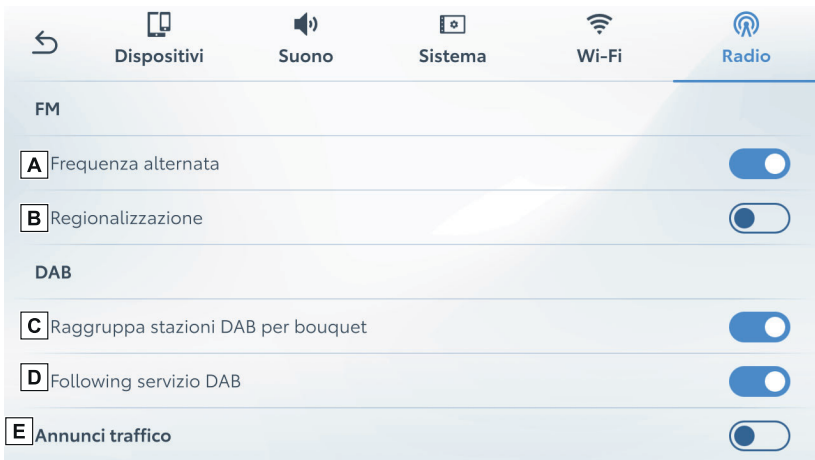 Dispositivi Suono Sistema Wi-Fi Radio
FM
A Frequenza alternata
B Regionalizzazione
DAB
C Raggruppa stazioni DAB per bouquet
D Following servizio DAB
E Annunci traffico